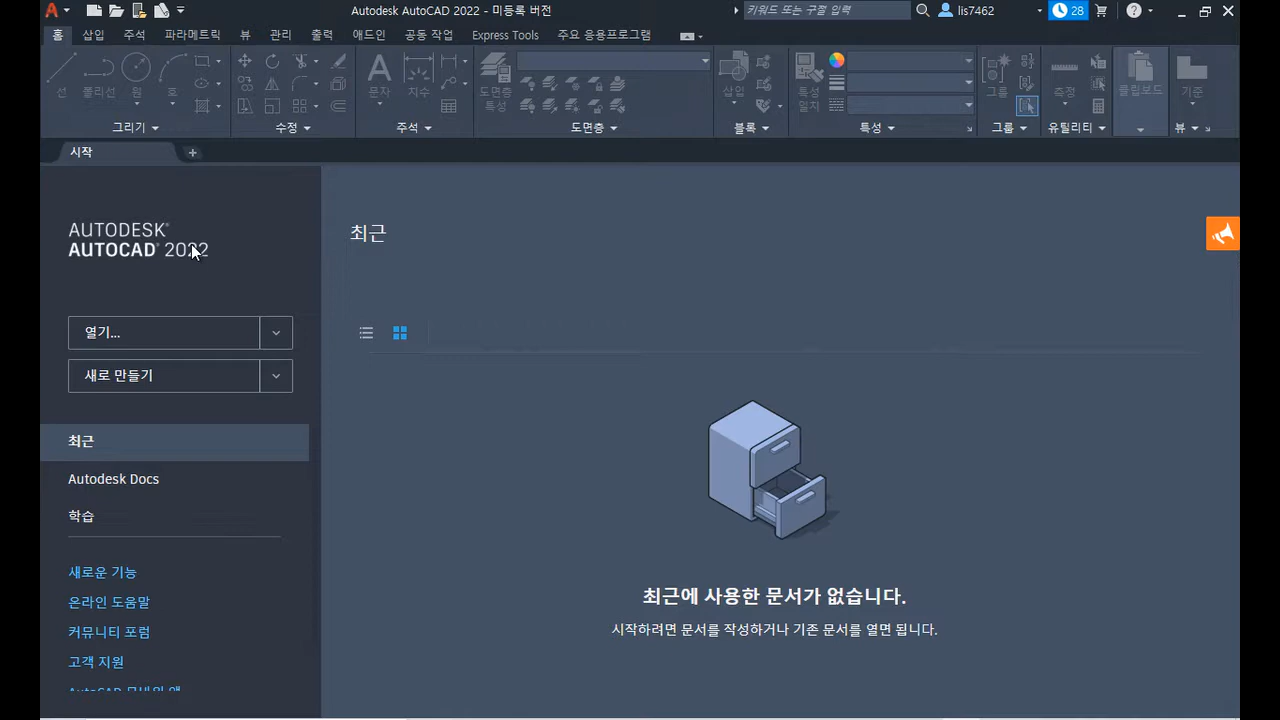 Autodesk AutoCAD 2022 - 미등록 버전
키워드 또는 구절 입력
lis7462
28
홈 삽입 주석 파라메트릭 뷰 관리 출력 애드인 공동 작업 Express Tools 주요 응용프로그램
선 폴리선 원 호 문자 지수 도면층 특성 삽입 특성 일치 그룹 측정 클립보드 기준
그리기 수정 주석 도면층 블록 특성 그룹 유틸리티 뷰
시작
AUTODESK®
AUTOCAD® 2022
최근
열기...
새로 만들기
최근
Autodesk Docs
학습
새로운 기능
온라인 도움말
커뮤니티 포럼
고객 지원
최근에 사용한 문서가 없습니다.
시작하려면 문서를 작성하거나 기존 문서를 열면 됩니다.